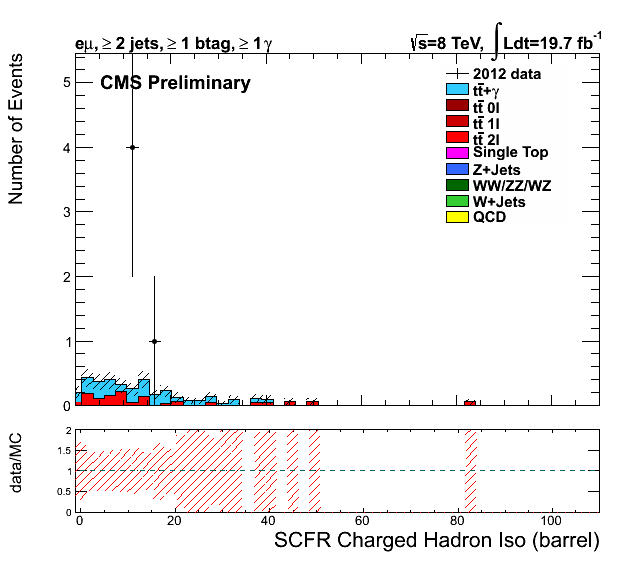 eμ, ≥ 2 jets, ≥ 1 btag, ≥ 1γ
√s=8 TeV, ∫Ldt=19.7 fb⁻¹
CMS Preliminary
2012 data
tt̄+γ
tt̄ 0l
tt̄ 1l
tt̄ 2l
Single Top
Z+Jets
WW/ZZ/WZ
W+Jets
QCD
Number of Events
5
4
3
2
1
0
data/MC
2
1.5
1
0.5
0
0 20 40 60 80 100
SCFR Charged Hadron Iso (barrel)